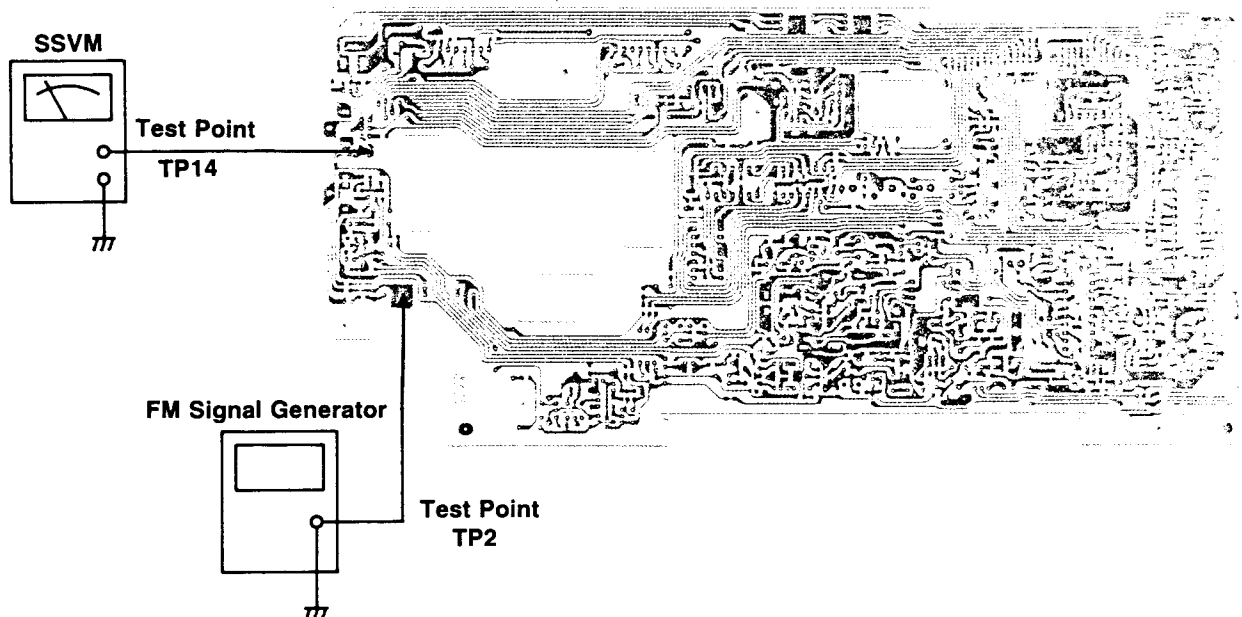 SSVM
Test Point
TP14
FM Signal Generator
Test Point
TP2